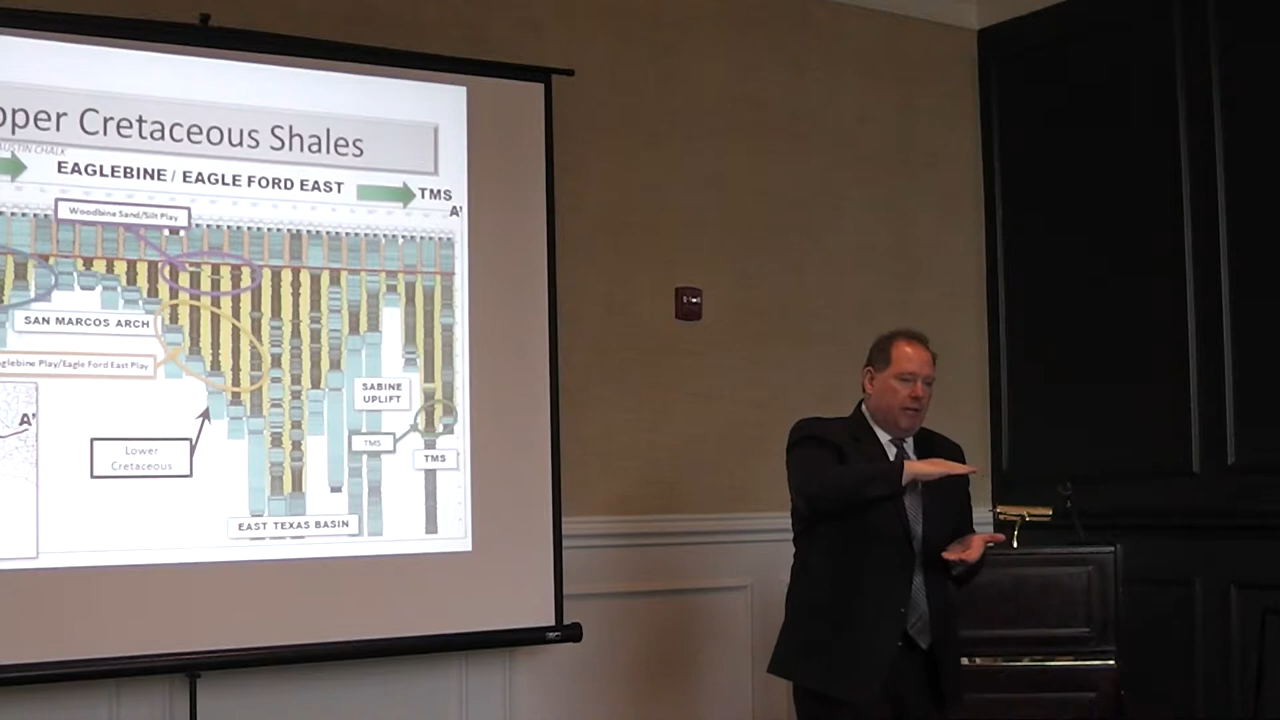 pper Cretaceous Shales
AUSTIN CHALK
EAGLEBINE / EAGLE FORD EAST
TMS
A'
Woodbine Sand/Silt Play
SAN MARCOS ARCH
aglebine Play/Eagle Ford East Play
SABINE
UPLIFT
A'
TMS
Lower
Cretaceous
TMS
EAST TEXAS BASIN